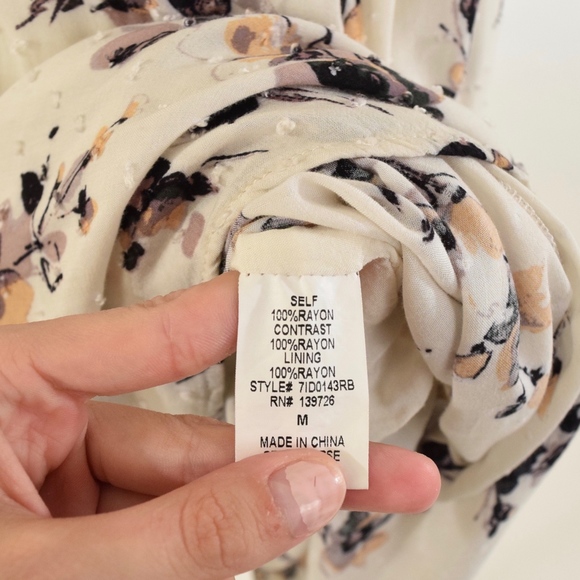 SELF
100%RAYON
CONTRAST
100%RAYON
LINING
100%RAYON
STYLE# 7ID0143RB
RN# 139726
M
MADE IN CHINA